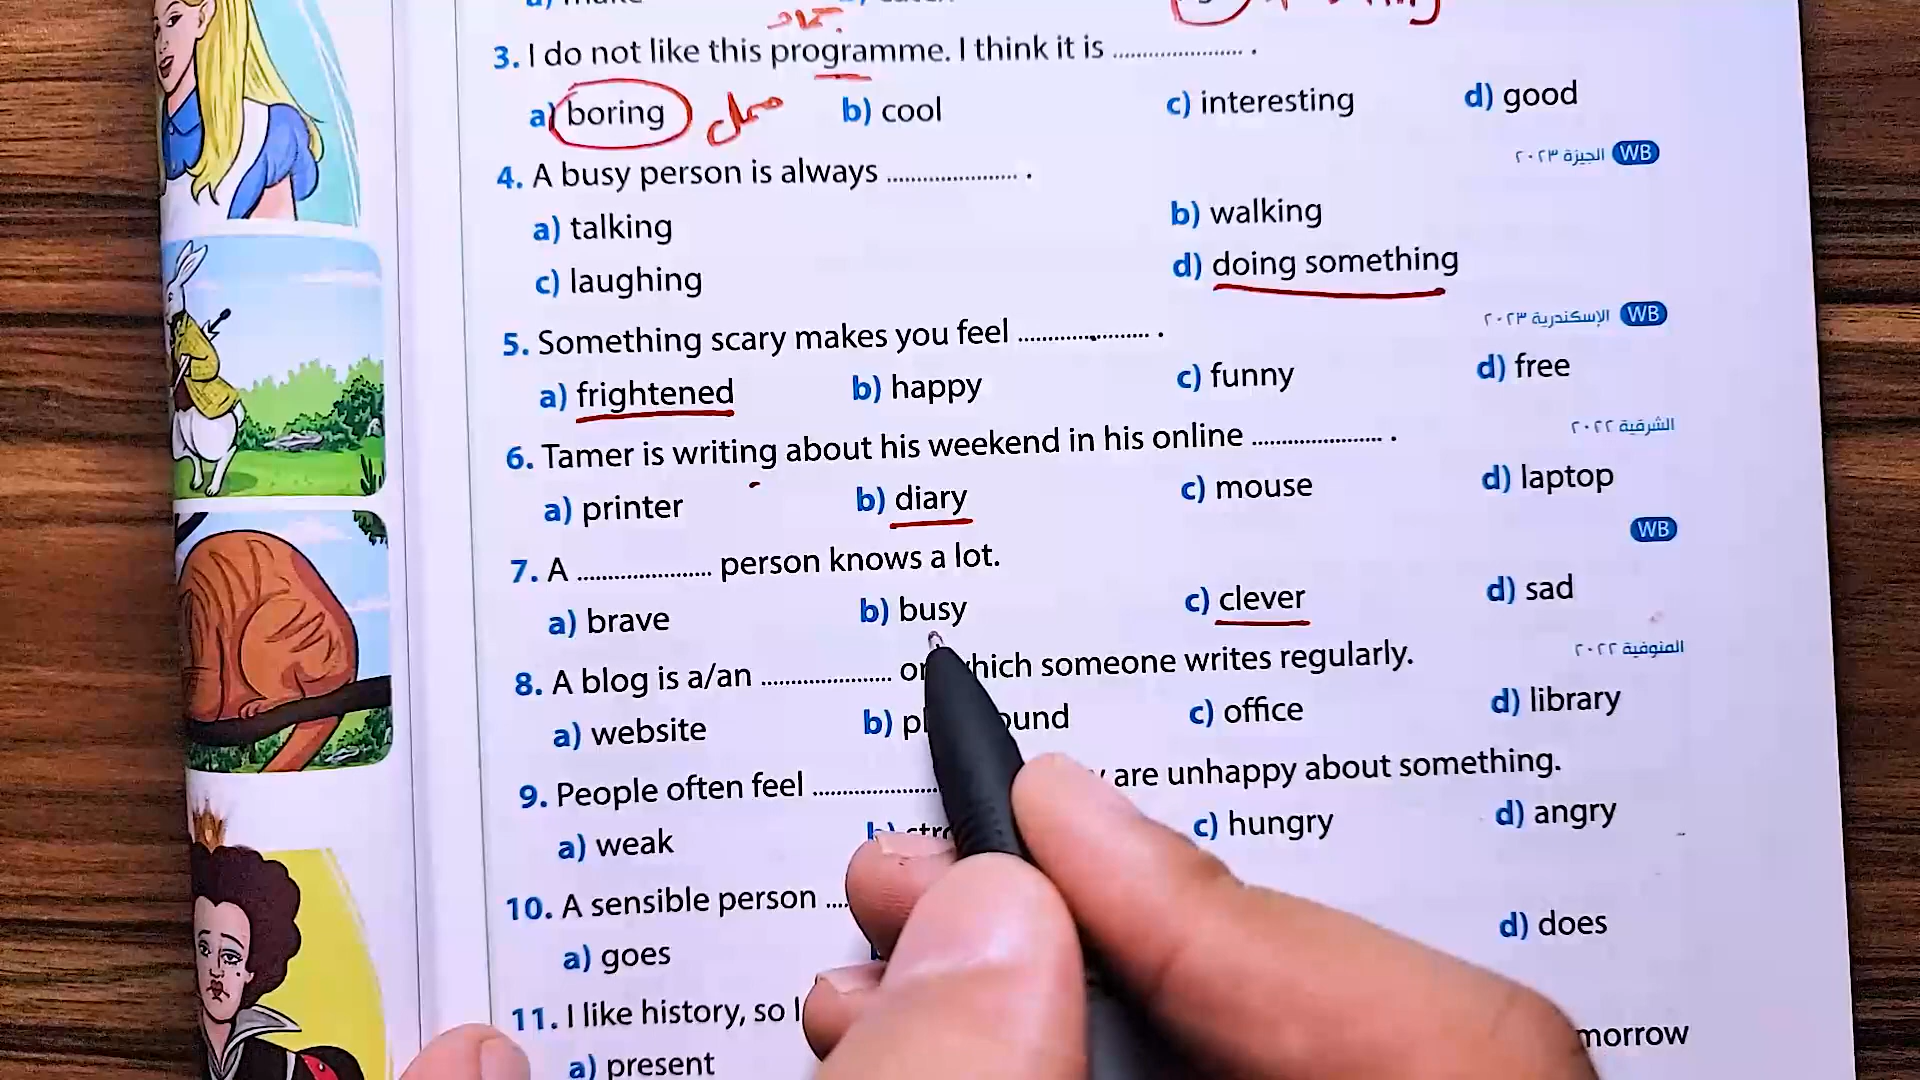 3. I do not like this programme. I think it is ........................ .
a) boring ممل b) cool c) interesting d) good
4. A busy person is always ........................ . الجيزة ٢٠٢٣ WB
a) talking b) walking
c) laughing d) doing something
5. Something scary makes you feel ........................ . الإسكندرية ٢٠٢٣ WB
a) frightened b) happy c) funny d) free
6. Tamer is writing about his weekend in his online ........................ . الشرقية ٢٠٢٢
a) printer b) diary c) mouse d) laptop
7. A ........................ person knows a lot. WB
a) brave b) busy c) clever d) sad
8. A blog is a/an ........................ which someone writes regularly. المنوفية ٢٠٢٢
a) website b) c) office d) library
9. People often feel ........................ are unhappy about something.
a) weak b) c) hungry d) angry
10. A sensible person ....
a) goes d) does
11. I like history, so I
a) present